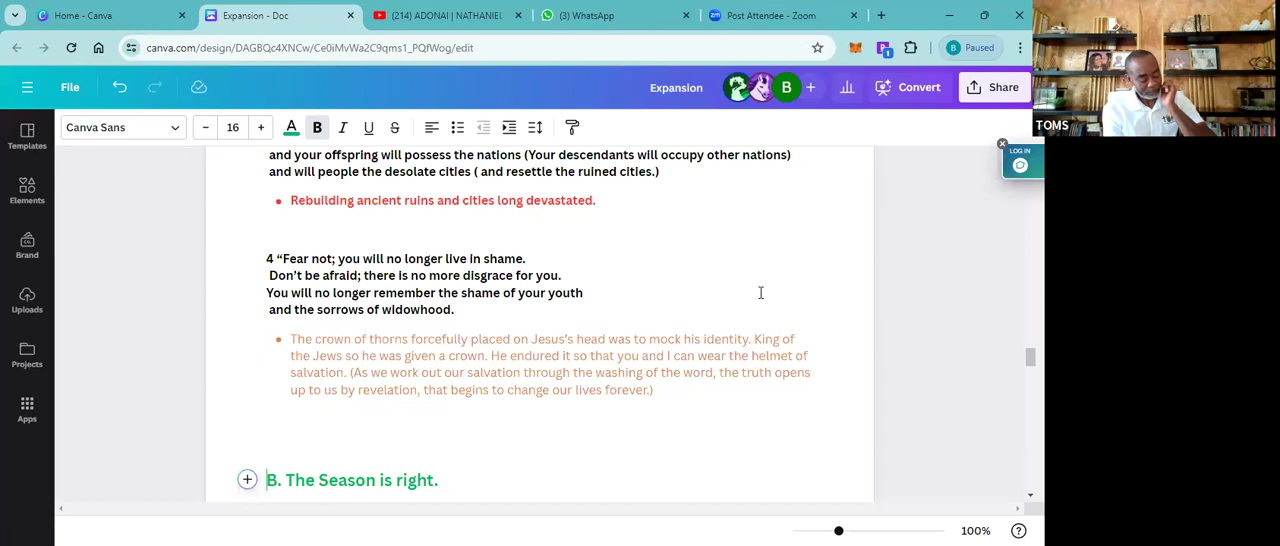 Home - Canva
Expansion - Doc
(214) ADONAI | NATHANIEL
(3) WhatsApp
Post Attendee - Zoom
canva.com/design/DAGBQc4XNCw/Ce0iMvWa2C9qms1_PQfWog/edit
1
B Paused
File
Expansion
B
Convert
Share
TOMS
Canva Sans
16
A
B
I
U
S
LOG IN
Templates
Elements
Brand
Uploads
Projects
Apps
and your offspring will possess the nations (Your descendants will occupy other nations)
and will people the desolate cities ( and resettle the ruined cities.)
Rebuilding ancient ruins and cities long devastated.
4 “Fear not; you will no longer live in shame.
Don’t be afraid; there is no more disgrace for you.
You will no longer remember the shame of your youth
and the sorrows of widowhood.
The crown of thorns forcefully placed on Jesus’s head was to mock his identity. King of
the Jews so he was given a crown. He endured it so that you and I can wear the helmet of
salvation. (As we work out our salvation through the washing of the word, the truth opens
up to us by revelation, that begins to change our lives forever.)
B. The Season is right.
100%